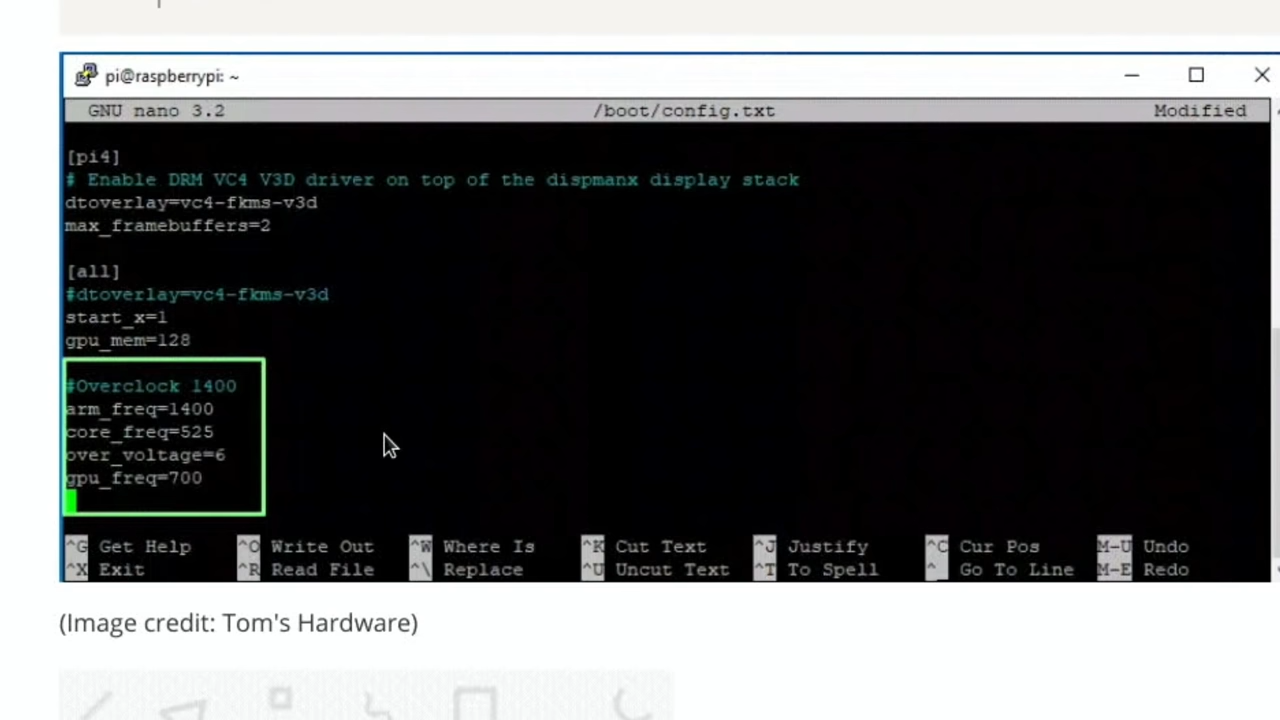 pi@raspberrypi: ~
GNU nano 3.2 /boot/config.txt Modified
[pi4]
# Enable DRM VC4 V3D driver on top of the dispmanx display stack
dtoverlay=vc4-fkms-v3d
max_framebuffers=2
[all]
#dtoverlay=vc4-fkms-v3d
start_x=1
gpu_mem=128
#Overclock 1400
arm_freq=1400
core_freq=525
over_voltage=6
gpu_freq=700
^G Get Help ^O Write Out ^W Where Is ^K Cut Text ^J Justify ^C Cur Pos M-U Undo
^X Exit ^R Read File ^\ Replace ^U Uncut Text ^T To Spell ^_ Go To Line M-E Redo
(Image credit: Tom's Hardware)